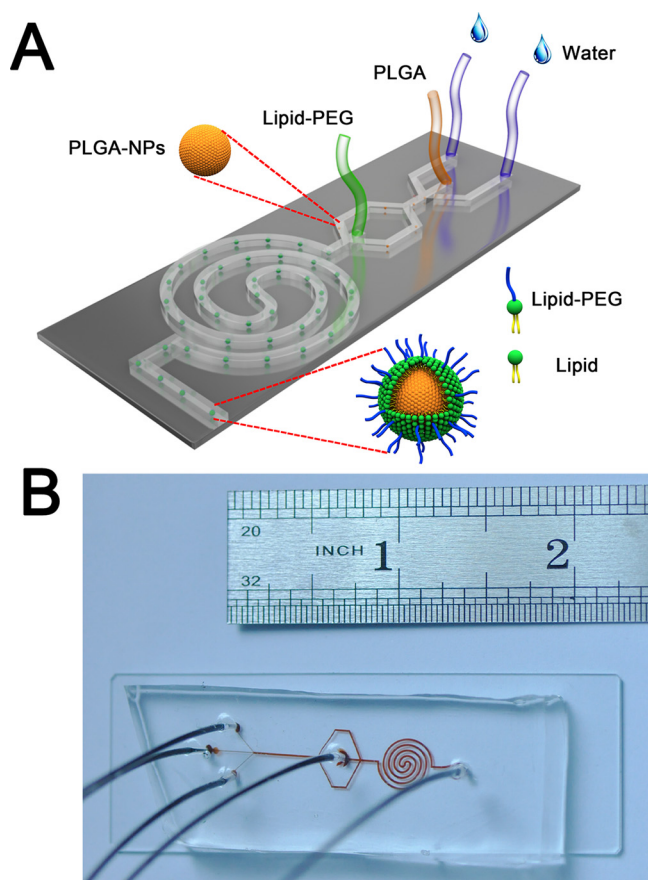 A
Water
PLGA
Lipid-PEG
PLGA-NPs
Lipid-PEG
Lipid
B
20
INCH 1 2
32